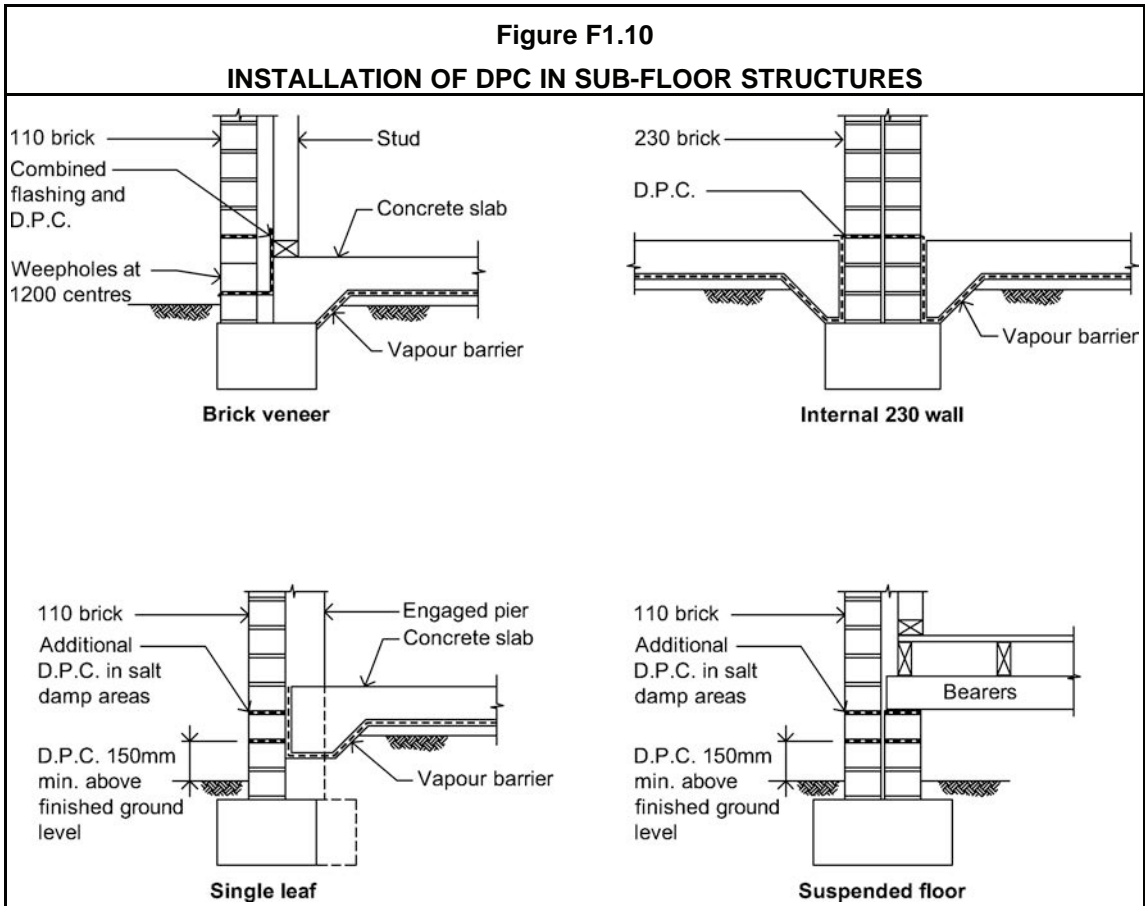 Figure F1.10
INSTALLATION OF DPC IN SUB-FLOOR STRUCTURES
110 brick
Combined
flashing and
D.P.C.
Weepholes at
1200 centres
Stud
Concrete slab
Vapour barrier
Brick veneer
230 brick
D.P.C.
Vapour barrier
Internal 230 wall
110 brick
Additional
D.P.C. in salt
damp areas
D.P.C. 150mm
min. above
finished ground
level
Engaged pier
Concrete slab
Vapour barrier
Single leaf
110 brick
Additional
D.P.C. in salt
damp areas
D.P.C. 150mm
min. above
finished ground
level
Bearers
Suspended floor